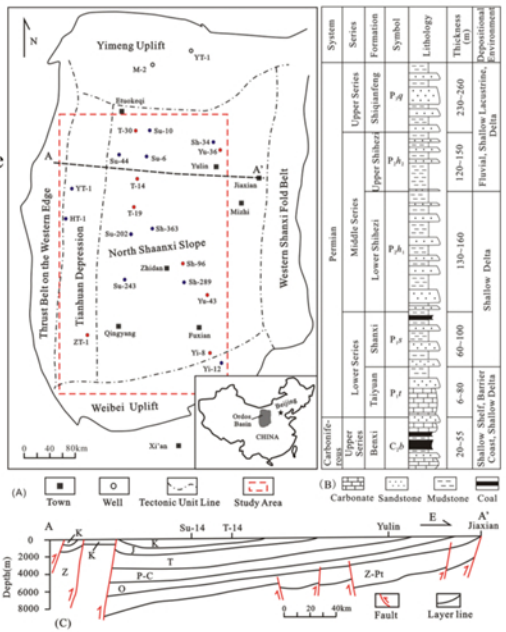 e
N
Yimeng Uplift
YT-1
M-2
Etuokeqi
T-30
Su-10
Sh-34
Yu-36
Su-44
Su-6
Yulin
A
A'
T-14
Jiaxian
YT-1
Mizhi
T-19
HT-1
Sh-363
Su-202
North Shaanxi Slope
Zhidan
Sh-96
Su-243
Sh-289
Yu-43
Qingyang
Fuxian
ZT-1
Yi-8
Yi-12
Thrust Belt on the Western Edge
Tianhuan Depression
Western Shanxi Fold Belt
Weibei Uplift
Xi'an
0 40 80km
Beijing
Ordos
Basin
CHINA
(A)
Town
Well
Tectonic Unit Line
Study Area
System
Series
Formation
Symbol
Lithology
Thickness
(m)
Depositional
Environment
Permian
Upper Series
Shiqianfeng
P₃q
230~260
Fluvial, Shallow Lacustrine,
Delta
Middle Series
Upper Shihezi
120~150
Lower Shihezi
130~160
Shallow Delta
Lower Series
Shanxi
P₁s
60~100
Taiyuan
P₁t
6~80
Shallow Shelf, Barrier
Coast, Shallow Delta
Carbonife-
rous
Upper
Series
Benxi
C₂b
20~55
(B)
Carbonate
Sandstone
Mudstone
Coal
A
Su-14
T-14
Yulin
E
A'
Jiaxian
Depth(m)
0
2000
4000
6000
8000
K
K
K
Z
T
P-C
O
Z-Pt
0 20 40km
Fault
Layer line
(C)